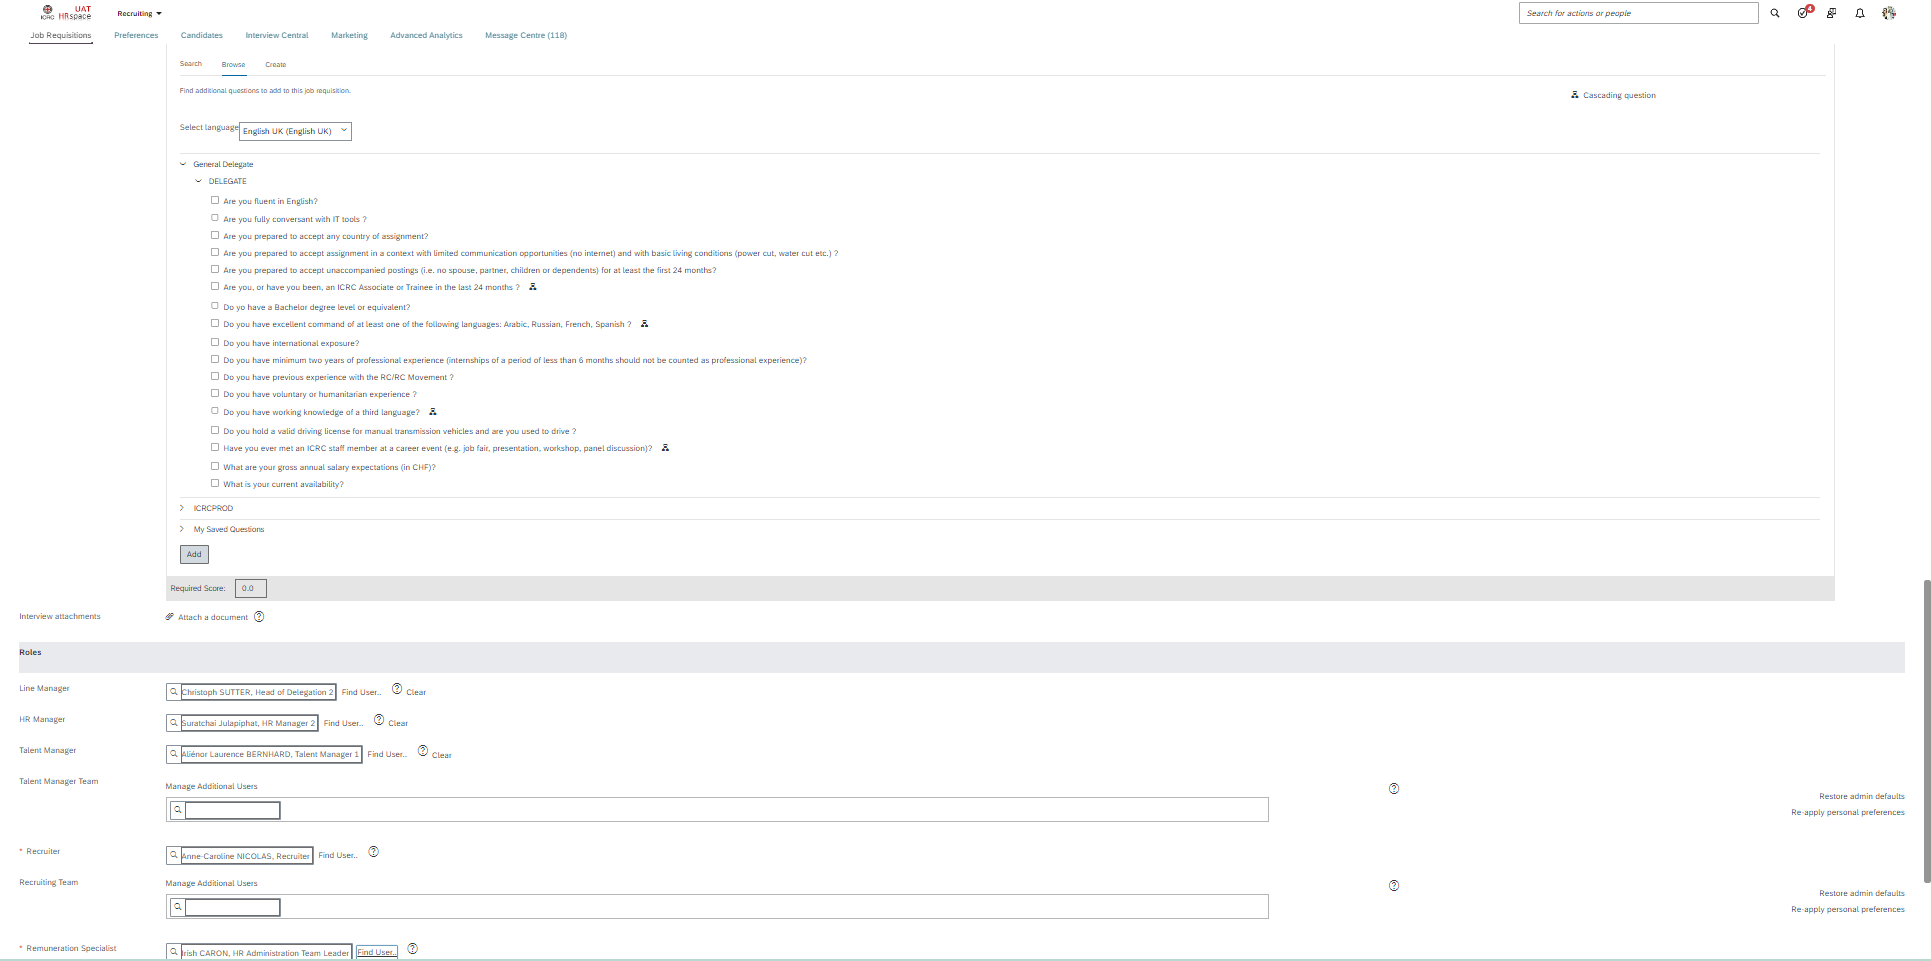 UAT
ICRC HRspace
Recruiting
Search for actions or people
4
Job Requisitions Preferences Candidates Interview Central Marketing Advanced Analytics Message Centre (118)
Search Browse Create
Find additional questions to add to this job requisition.
Cascading question
Select language English UK (English UK)
General Delegate
DELEGATE
Are you fluent in English?
Are you fully conversant with IT tools ?
Are you prepared to accept any country of assignment?
Are you prepared to accept assignment in a context with limited communication opportunities (no internet) and with basic living conditions (power cut, water cut etc.) ?
Are you prepared to accept unaccompanied postings (i.e. no spouse, partner, children or dependents) for at least the first 24 months?
Are you, or have you been, an ICRC Associate or Trainee in the last 24 months ?
Do yo have a Bachelor degree level or equivalent?
Do you have excellent command of at least one of the following languages: Arabic, Russian, French, Spanish ?
Do you have international exposure?
Do you have minimum two years of professional experience (internships of a period of less than 6 months should not be counted as professional experience)?
Do you have previous experience with the RC/RC Movement ?
Do you have voluntary or humanitarian experience ?
Do you have working knowledge of a third language?
Do you hold a valid driving license for manual transmission vehicles and are you used to drive ?
Have you ever met an ICRC staff member at a career event (e.g. job fair, presentation, workshop, panel discussion)?
What are your gross annual salary expectations (in CHF)?
What is your current availability?
ICRCPROD
My Saved Questions
Add
Required Score: 0.0
Interview attachments Attach a document ?
Roles
Line Manager Christoph SUTTER, Head of Delegation 2 Find User.. ? Clear
HR Manager Suratchai Julapiphat, HR Manager 2 Find User.. ? Clear
Talent Manager Aliénor Laurence BERNHARD, Talent Manager 1 Find User.. ? Clear
Talent Manager Team Manage Additional Users ?
Restore admin defaults
Re-apply personal preferences
* Recruiter Anne-Caroline NICOLAS, Recruiter Find User.. ?
Recruiting Team Manage Additional Users ?
Restore admin defaults
Re-apply personal preferences
* Remuneration Specialist Irish CARON, HR Administration Team Leader Find User.. ?